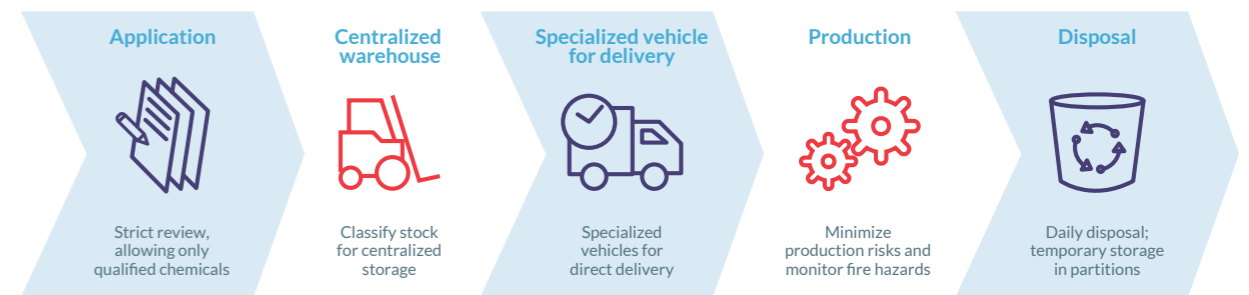 Application
Strict review,
allowing only
qualified chemicals
Centralized
warehouse
Classify stock
for centralized
storage
Specialized vehicle
for delivery
Specialized
vehicles for
direct delivery
Production
Minimize
production risks and
monitor fire hazards
Disposal
Daily disposal;
temporary storage
in partitions